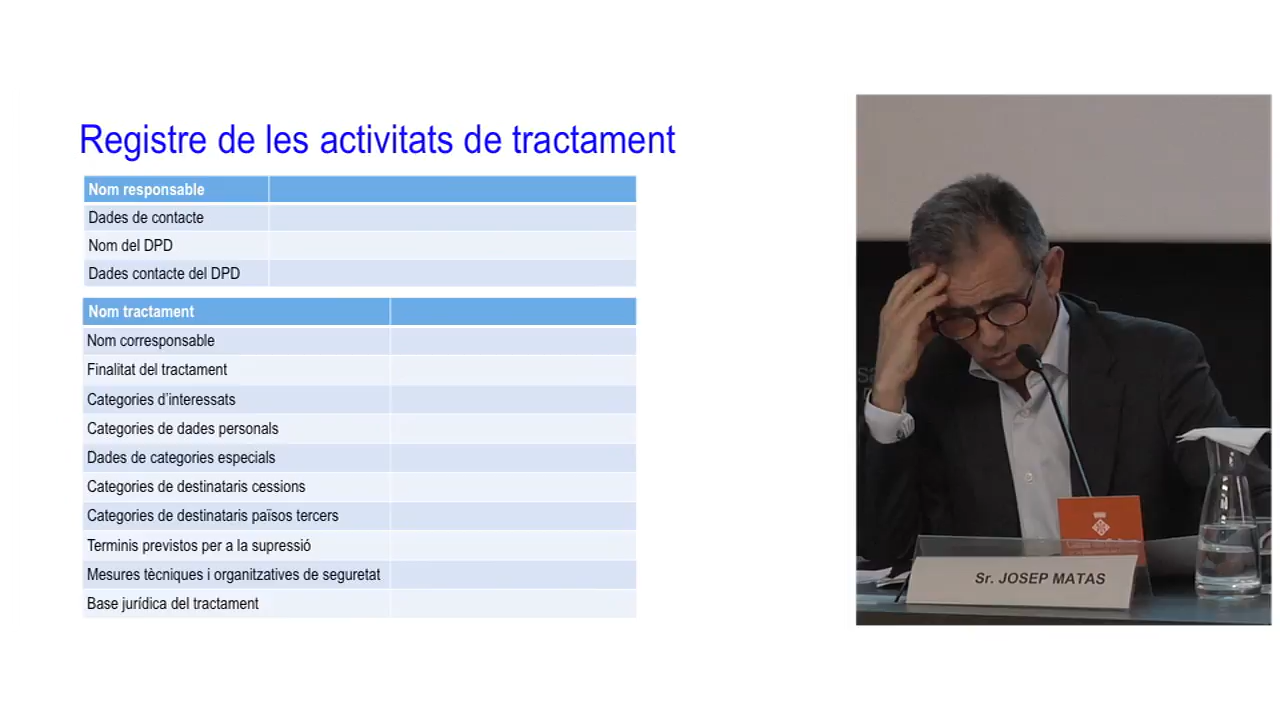 Registre de les activitats de tractament
Nom responsable
Dades de contacte
Nom del DPD
Dades contacte del DPD
Nom tractament
Nom corresponsable
Finalitat del tractament
Categories d'interessats
Categories de dades personals
Dades de categories especials
Categories de destinataris cessions
Categories de destinataris països tercers
Terminis previstos per a la supressió
Mesures tècniques i organitzatives de seguretat
Base jurídica del tractament
Sr. JOSEP MATAS